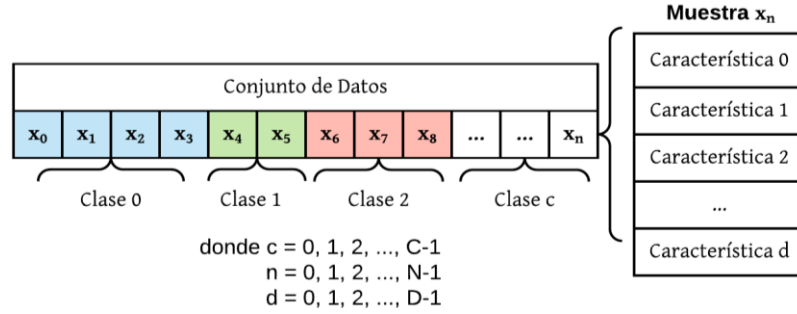 Muestra xₙ
Característica 0
Característica 1
Característica 2
...
Característica d
Conjunto de Datos
x₀ x₁ x₂ x₃ x₄ x₅ x₆ x₇ x₈ ... ... xₙ
Clase 0 Clase 1 Clase 2 Clase c
donde c = 0, 1, 2, ..., C-1
n = 0, 1, 2, ..., N-1
d = 0, 1, 2, ..., D-1